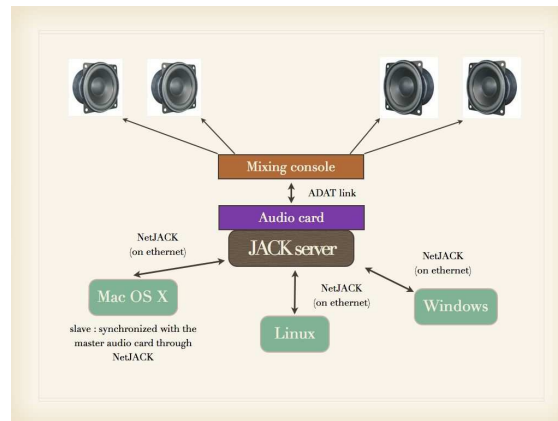 Mixing console
ADAT link
Audio card
JACK server
NetJACK
(on ethernet)
NetJACK
(on ethernet)
NetJACK
(on ethernet)
Mac OS X
Windows
Linux
slave : synchronized with the
master audio card through
NetJACK